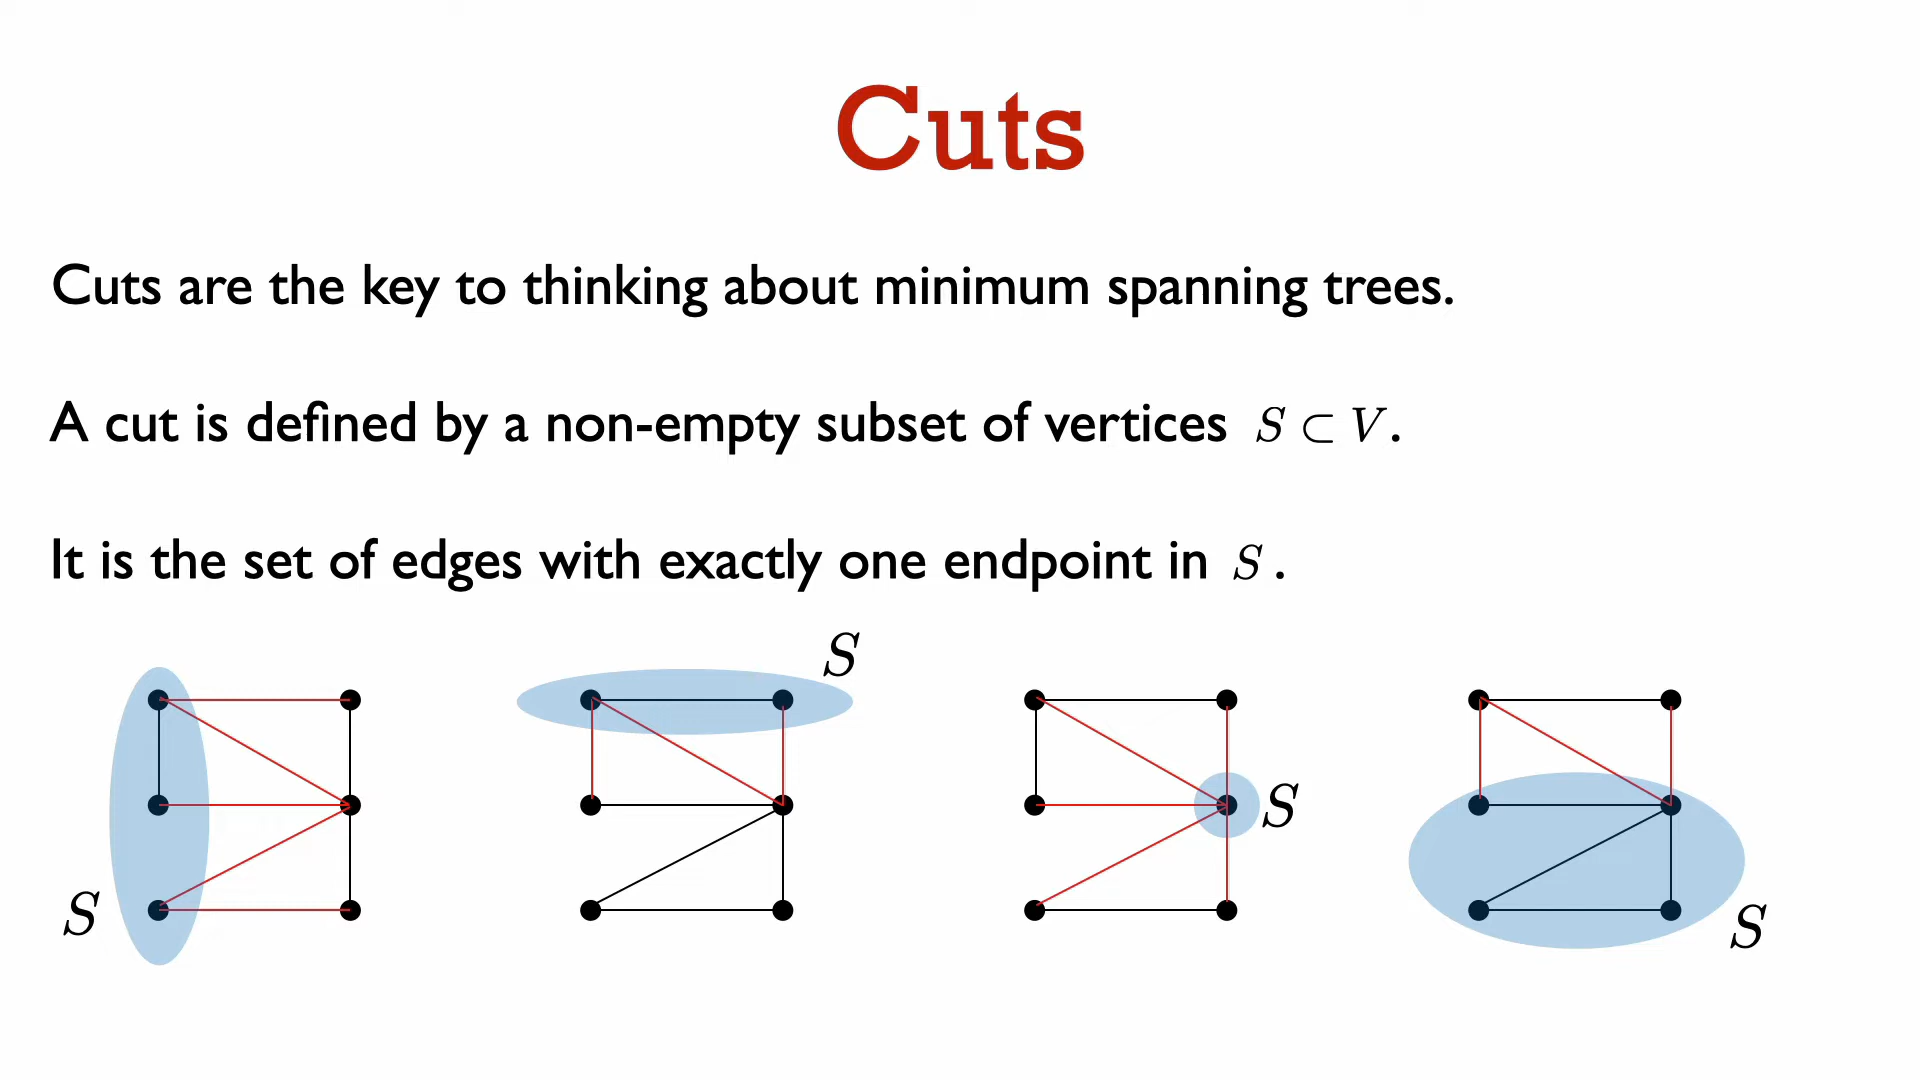 Cuts
Cuts are the key to thinking about minimum spanning trees.
A cut is defined by a non-empty subset of vertices S ⊂ V.
It is the set of edges with exactly one endpoint in S.
S
S
S
S